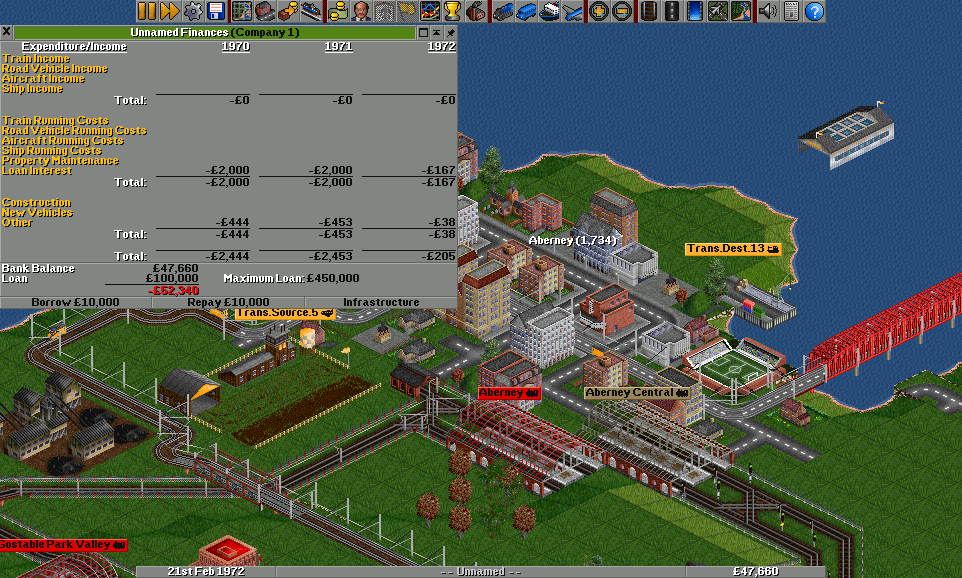 Unnamed Finances (Company 1)
Expenditure/Income 1970 1971 1972
Train Income
Road Vehicle Income
Aircraft Income
Ship Income
Total: -£0 -£0 -£0
Train Running Costs
Road Vehicle Running Costs
Aircraft Running Costs
Ship Running Costs
Property Maintenance
Loan Interest -£2,000 -£2,000 -£167
Total: -£2,000 -£2,000 -£167
Construction
New Vehicles
Other -£444 -£453 -£38
Total: -£444 -£453 -£38
Total: -£2,444 -£2,453 -£205
Bank Balance £47,660
Loan £100,000 Maximum Loan: £450,000
-£52,340
Borrow £10,000 Repay £10,000 Infrastructure
Aberney (1,734)
Trans.Dest.13
Trans.Source.5
Aberney
Aberney Central
Gostable Park Valley
21st Feb 1972 -- Unnamed -- £47,660